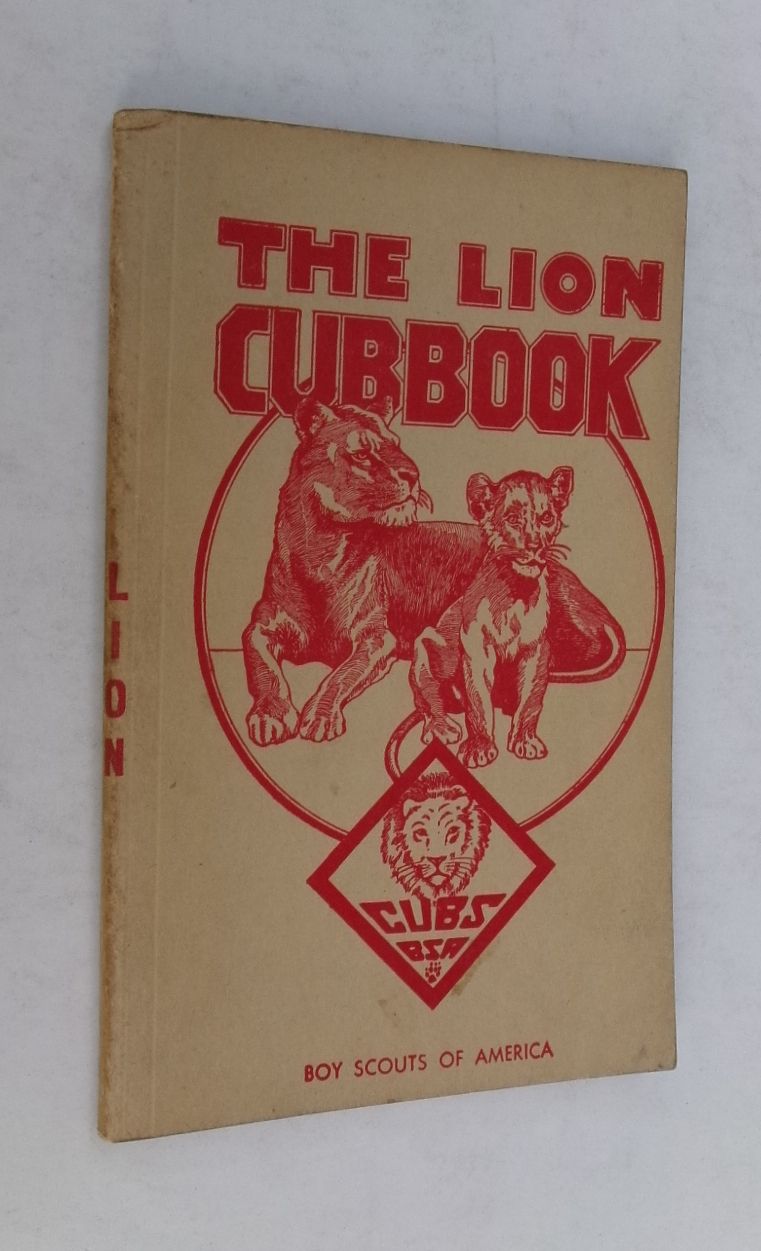 THE LION
CUBBOOK
LION
CUBS
BSA
BOY SCOUTS OF AMERICA